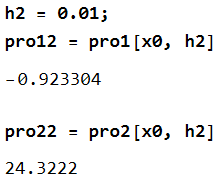 h2 = 0.01;
pro12 = pro1[x0, h2]
-0.923304
pro22 = pro2[x0, h2]
24.3222